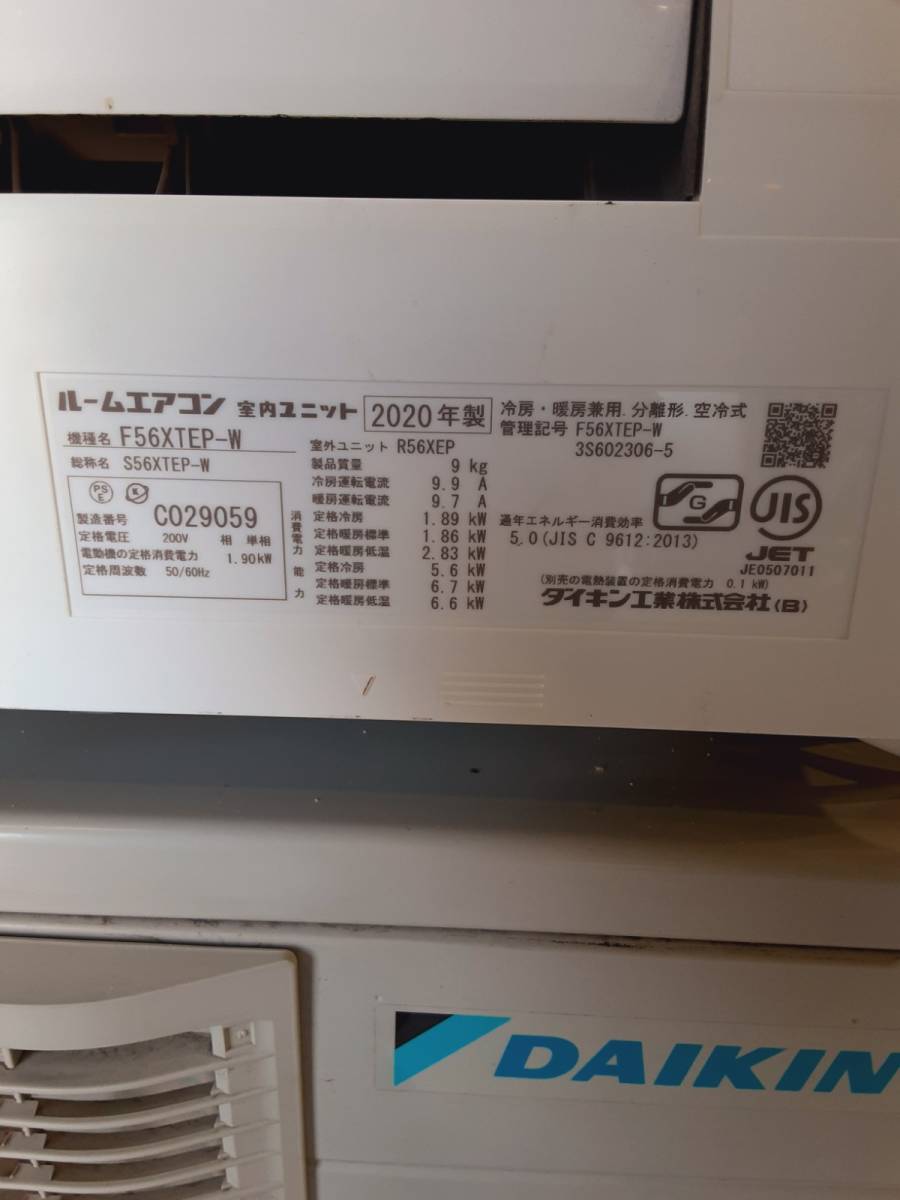 ルームエアコン 室内ユニット 2020年製
機種名 F56XTEP-W
総称名 S56XTEP-W
PS E
製造番号 C029059
定格電圧 200V 相 単相
電動機の定格消費電力 1.90kW
定格周波数 50/60Hz
室外ユニット R56XEP
製品質量 9 kg
冷房運転電流 9.9 A
暖房運転電流 9.7 A
消費電力
定格冷房 1.89 kW
定格暖房標準 1.86 kW
定格暖房低温 2.83 kW
能力
定格冷房 5.6 kW
定格暖房標準 6.7 kW
定格暖房低温 6.6 kW
冷房・暖房兼用.分離形.空冷式
管理記号 F56XTEP-W
3S602306-5
G
JIS
通年エネルギー消費効率
5.0(JIS C 9612:2013)
JET
JE0507011
(別売の電熱装置の定格消費電力 0.1 kW)
ダイキン工業株式会社(B)
DAIKIN